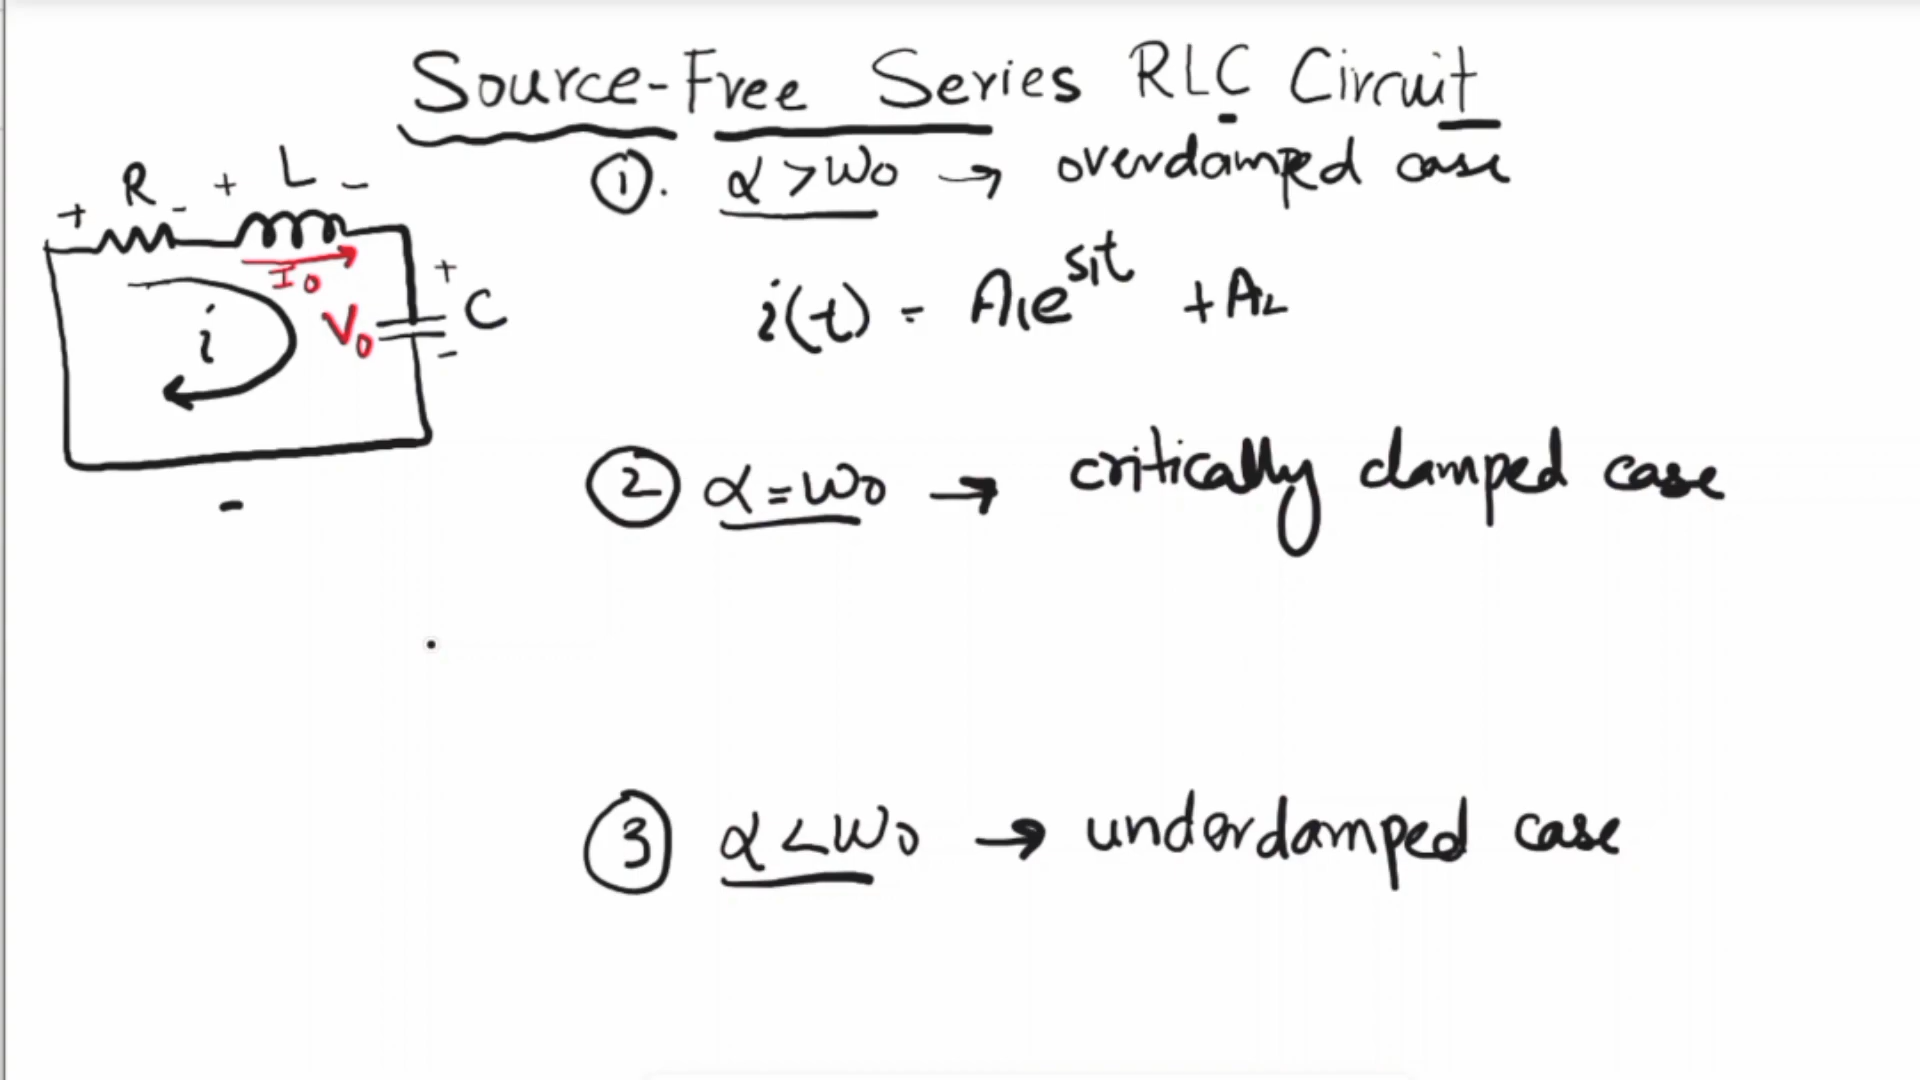 Source-Free Series RLC Circuit
① . α > ω0 → overdamped case
R
+ -
L
+ -
I0
i
V0
+ C -
i(t) = A1e^s1t + A2
② α = ω0 → critically damped case
-
③ α < ω0 → underdamped case